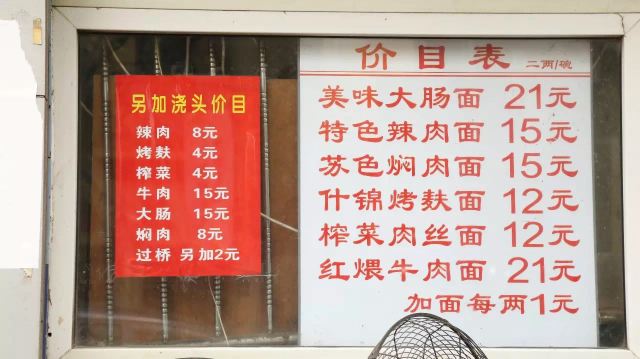 另加浇头价目
辣肉 8元
烤麸 4元
榨菜 4元
牛肉 15元
大肠 15元
焖肉 8元
过桥 另加2元
价目表 二两/碗
美味大肠面 21元
特色辣肉面 15元
苏色焖肉面 15元
什锦烤麸面 12元
榨菜肉丝面 12元
红煨牛肉面 21元
加面每两1元